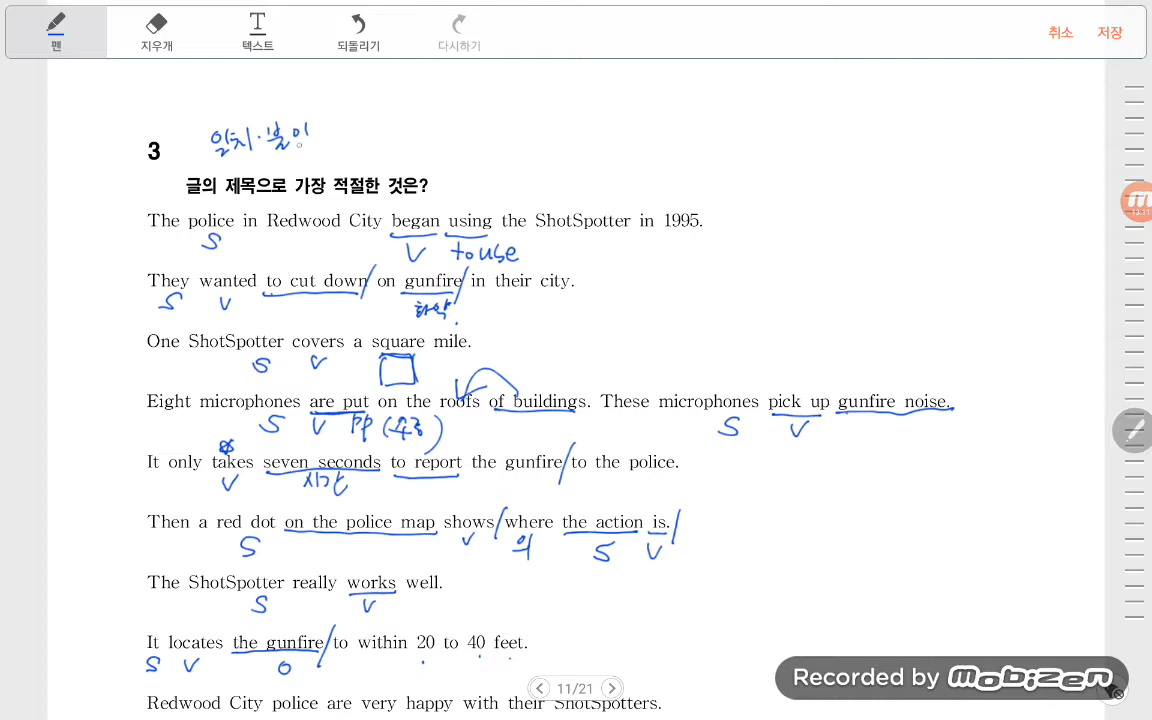 펜 지우개 텍스트 되돌리기 다시하기 취소 저장
일치·불일
3
글의 제목으로 가장 적절한 것은?
The police in Redwood City began using the ShotSpotter in 1995.
S V to use
They wanted to cut down on gunfire in their city.
S V 화약
One ShotSpotter covers a square mile.
S V
Eight microphones are put on the roofs of buildings. These microphones pick up gunfire noise.
S V pp (수동) S V
It only takes seven seconds to report the gunfire to the police.
V 시간
Then a red dot on the police map shows where the action is.
S V 의 S V
The ShotSpotter really works well.
S V
It locates the gunfire to within 20 to 40 feet.
S V O
11/21
Redwood City police are very happy with their ShotSpotters.
Recorded by mobizen